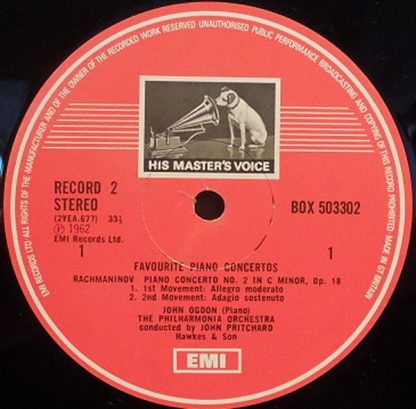 EMI RECORDS LTD ALL RIGHTS OF THE MANUFACTURER AND OF THE OWNER OF THE RECORDED WORK RESERVED·UNAUTHORISED PUBLIC PERFORMANCE BROADCASTING AND COPYING OF THIS RECORD PROHIBITED·MADE IN GT BRITAIN
HIS MASTER'S VOICE
RECORD 2
STEREO
BOX 503302
(2YEA.677) 33⅓
Ⓟ 1962
EMI Records Ltd.
1 1
FAVOURITE PIANO CONCERTOS
RACHMANINOV PIANO CONCERTO NO. 2 IN C MINOR, Op. 18
1. 1st Movement: Allegro moderato
2. 2nd Movement: Adagio sostenuto
JOHN OGDON (Piano)
THE PHILHARMONIA ORCHESTRA
conducted by JOHN PRITCHARD
Hawkes & Son
EMI